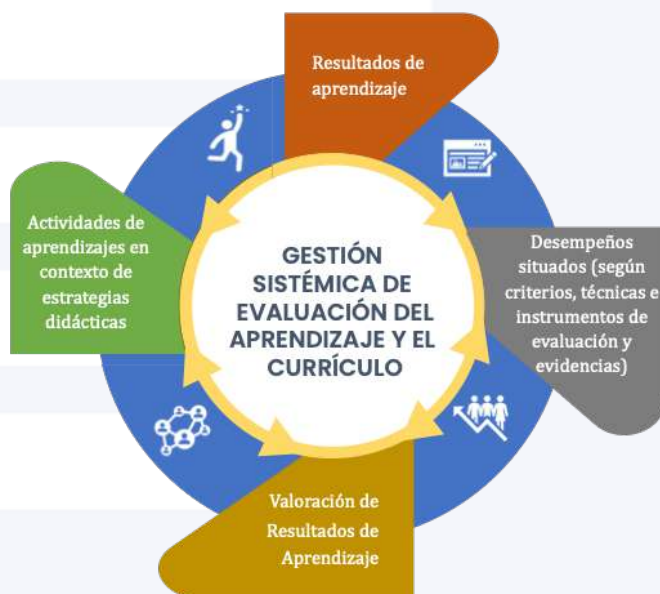 Resultados de
aprendizaje
Actividades de
aprendizajes en
contexto de
estrategias
didácticas
GESTIÓN
SISTÉMICA DE
EVALUACIÓN DEL
APRENDIZAJE Y EL
CURRÍCULO
Desempeños
situados (según
criterios, técnicas e
instrumentos de
evaluación y
evidencias)
Valoración de
Resultados de
Aprendizaje